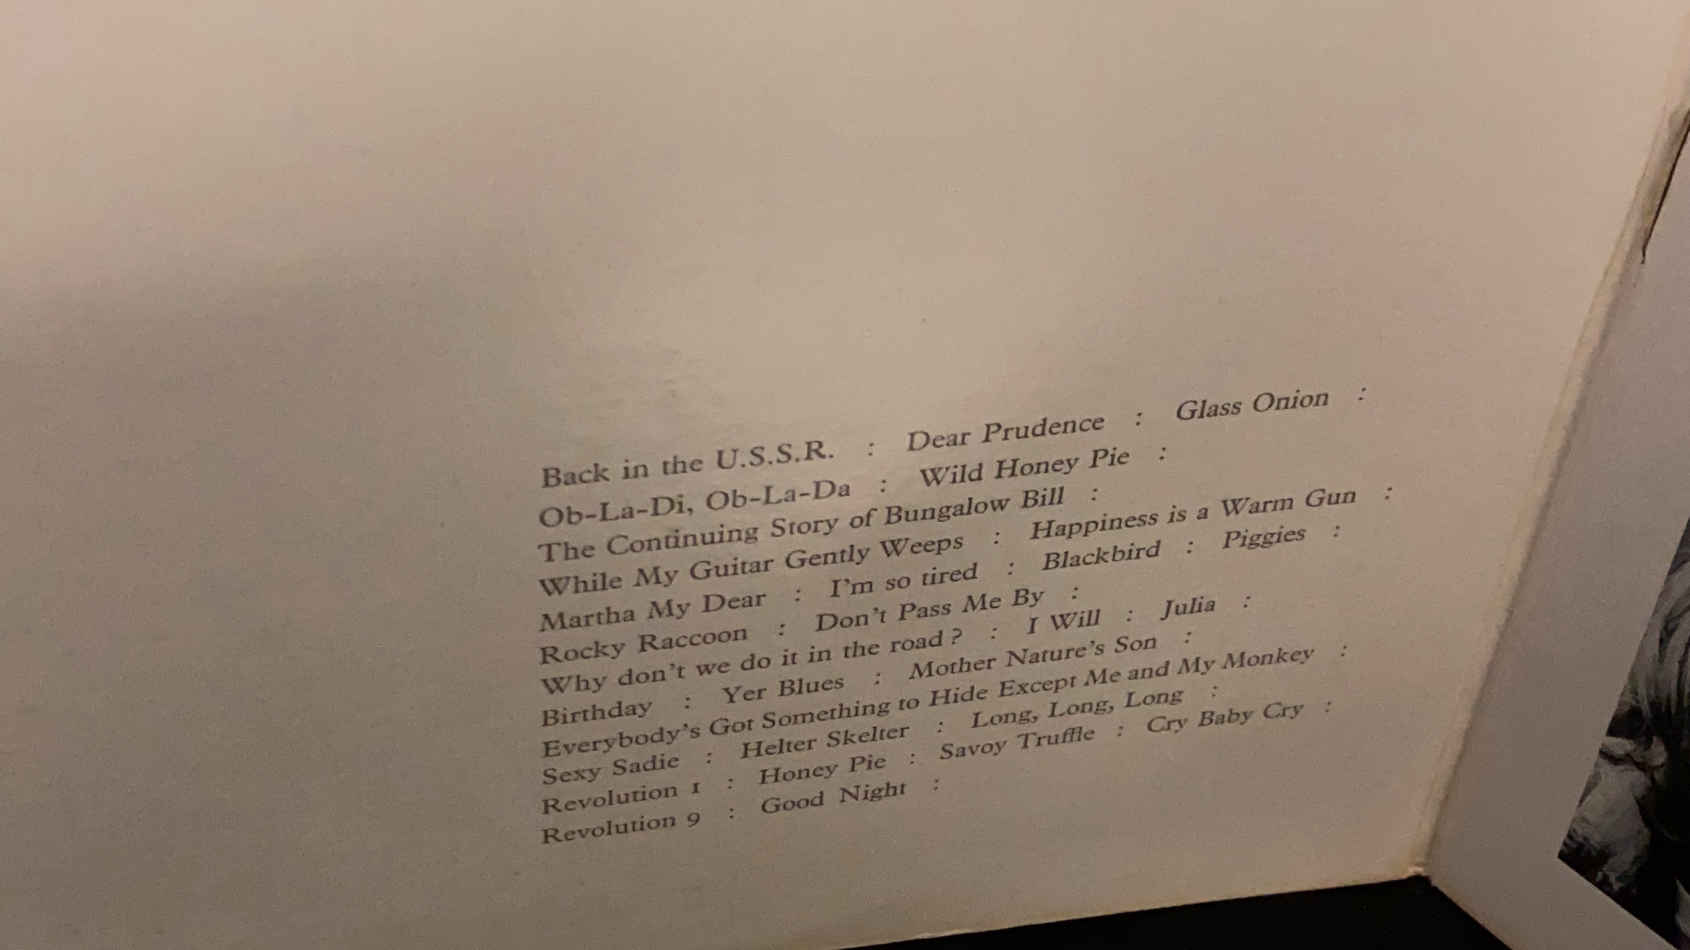 Back in the U.S.S.R. : Dear Prudence : Glass Onion :
Ob-La-Di, Ob-La-Da : Wild Honey Pie :
The Continuing Story of Bungalow Bill :
While My Guitar Gently Weeps : Happiness is a Warm Gun :
Martha My Dear : I'm so tired : Blackbird : Piggies :
Rocky Raccoon : Don't Pass Me By :
Why don't we do it in the road? : I Will : Julia :
Birthday : Yer Blues : Mother Nature's Son :
Everybody's Got Something to Hide Except Me and My Monkey :
Sexy Sadie : Helter Skelter : Long, Long, Long :
Revolution 1 : Honey Pie : Savoy Truffle : Cry Baby Cry :
Revolution 9 : Good Night :